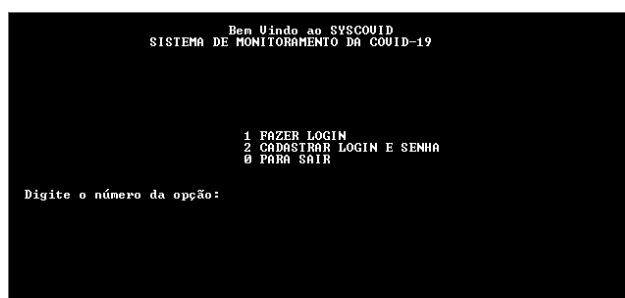 Bem Vindo ao SYSCOVID
SISTEMA DE MONITORAMENTO DA COVID-19
1 FAZER LOGIN
2 CADASTRAR LOGIN E SENHA
0 PARA SAIR
Digite o número da opção: